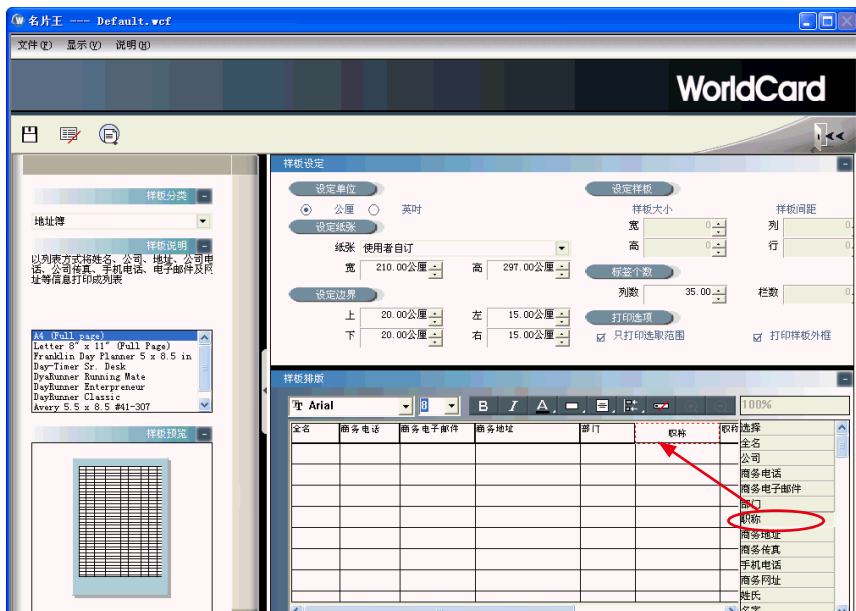 名片王 --- Default.wcf
文件(F) 显示(V) 说明(H)
WorldCard
样板分类
地址簿
样板说明
以列表方式将姓名、公司、地址、公司电
话、公司传真、手机电话、电子邮件及网
址等信息打印成列表
A4 (Full page)
Letter 8" x 11" (Full Page)
Franklin Day Planner 5 x 8.5 in
Day-Timer Sr. Desk
DyaRunner Running Mate
DayRunner Enterpreneur
DayRunner Classic
Avery 5.5 x 8.5 #41-307
样板预览
样板设定
设定单位
公厘 英吋
设定纸张
纸张 使用者自订
宽 210.00公厘 高 297.00公厘
设定边界
上 20.00公厘 左 15.00公厘
下 20.00公厘 右 15.00公厘
设定样板
样板大小 样板间距
宽 0. 列 0.
高 0. 行 0.
标签个数
列数 35.00 栏数 0.
打印选项
只打印选取范围 打印样板外框
样板排版
Arial 8 B I A 100%
全名 商务电话 商务电子邮件 商务地址 部门 职称 职称
选择
全名
公司
商务电话
商务电子邮件
部门
职称
商务地址
商务传真
手机电话
商务网址
姓氏
名字